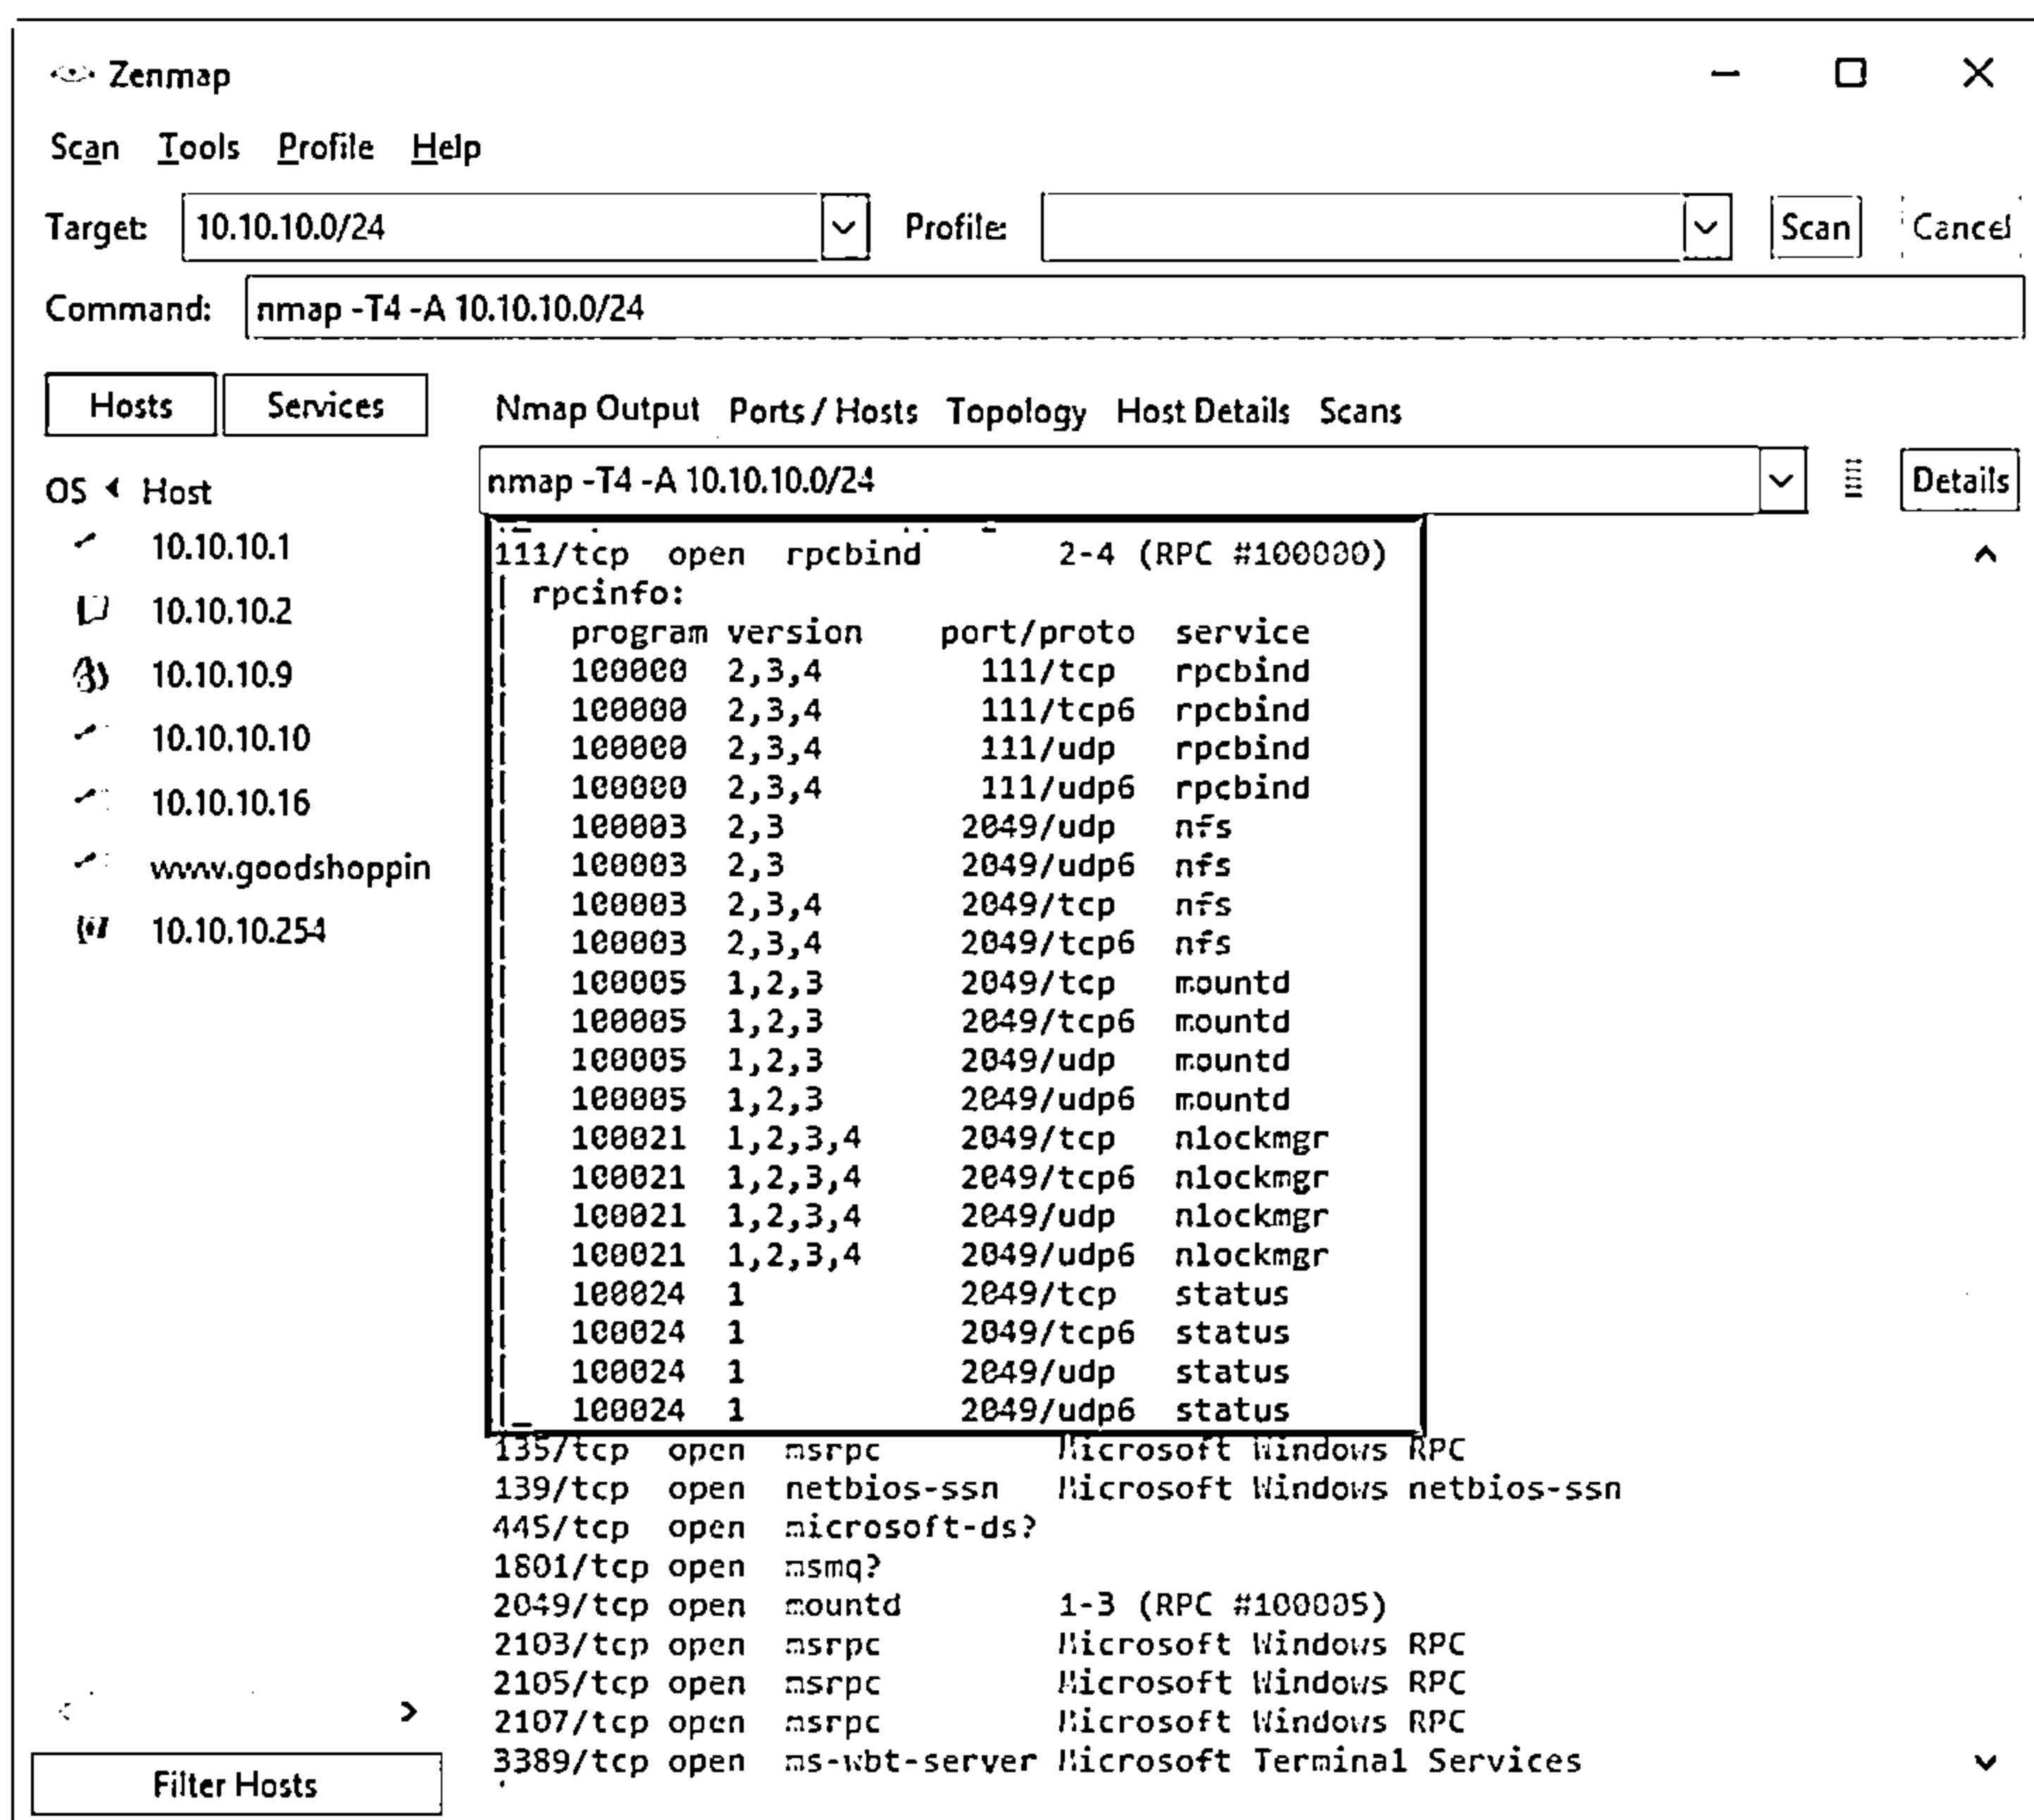 Zenmap
Scan Tools Profile Help
Target: 10.10.10.0/24 Profile: Scan Cancel
Command: nmap -T4 -A 10.10.10.0/24
Hosts Services Nmap Output Ports / Hosts Topology Host Details Scans
nmap -T4 -A 10.10.10.0/24 Details
OS Host
10.10.10.1
10.10.10.2
10.10.10.9
10.10.10.10
10.10.10.16
www.goodshoppin
10.10.10.254
111/tcp open rpcbind 2-4 (RPC #100000)
| rpcinfo:
| program version port/proto service
| 100000 2,3,4 111/tcp rpcbind
| 100000 2,3,4 111/tcp6 rpcbind
| 100000 2,3,4 111/udp rpcbind
| 100000 2,3,4 111/udp6 rpcbind
| 100003 2,3 2049/udp nfs
| 100003 2,3 2049/udp6 nfs
| 100003 2,3,4 2049/tcp nfs
| 100003 2,3,4 2049/tcp6 nfs
| 100005 1,2,3 2049/tcp mountd
| 100005 1,2,3 2049/tcp6 mountd
| 100005 1,2,3 2049/udp mountd
| 100005 1,2,3 2049/udp6 mountd
| 100021 1,2,3,4 2049/tcp nlockmgr
| 100021 1,2,3,4 2049/tcp6 nlockmgr
| 100021 1,2,3,4 2049/udp nlockmgr
| 100021 1,2,3,4 2049/udp6 nlockmgr
| 100024 1 2049/tcp status
| 100024 1 2049/tcp6 status
| 100024 1 2049/udp status
|_ 100024 1 2049/udp6 status
135/tcp open msrpc Microsoft Windows RPC
139/tcp open netbios-ssn Microsoft Windows netbios-ssn
445/tcp open microsoft-ds?
1801/tcp open msmq?
2049/tcp open mountd 1-3 (RPC #100005)
2103/tcp open msrpc Microsoft Windows RPC
2105/tcp open msrpc Microsoft Windows RPC
2107/tcp open msrpc Microsoft Windows RPC
3389/tcp open ms-wbt-server Microsoft Terminal Services
Filter Hosts